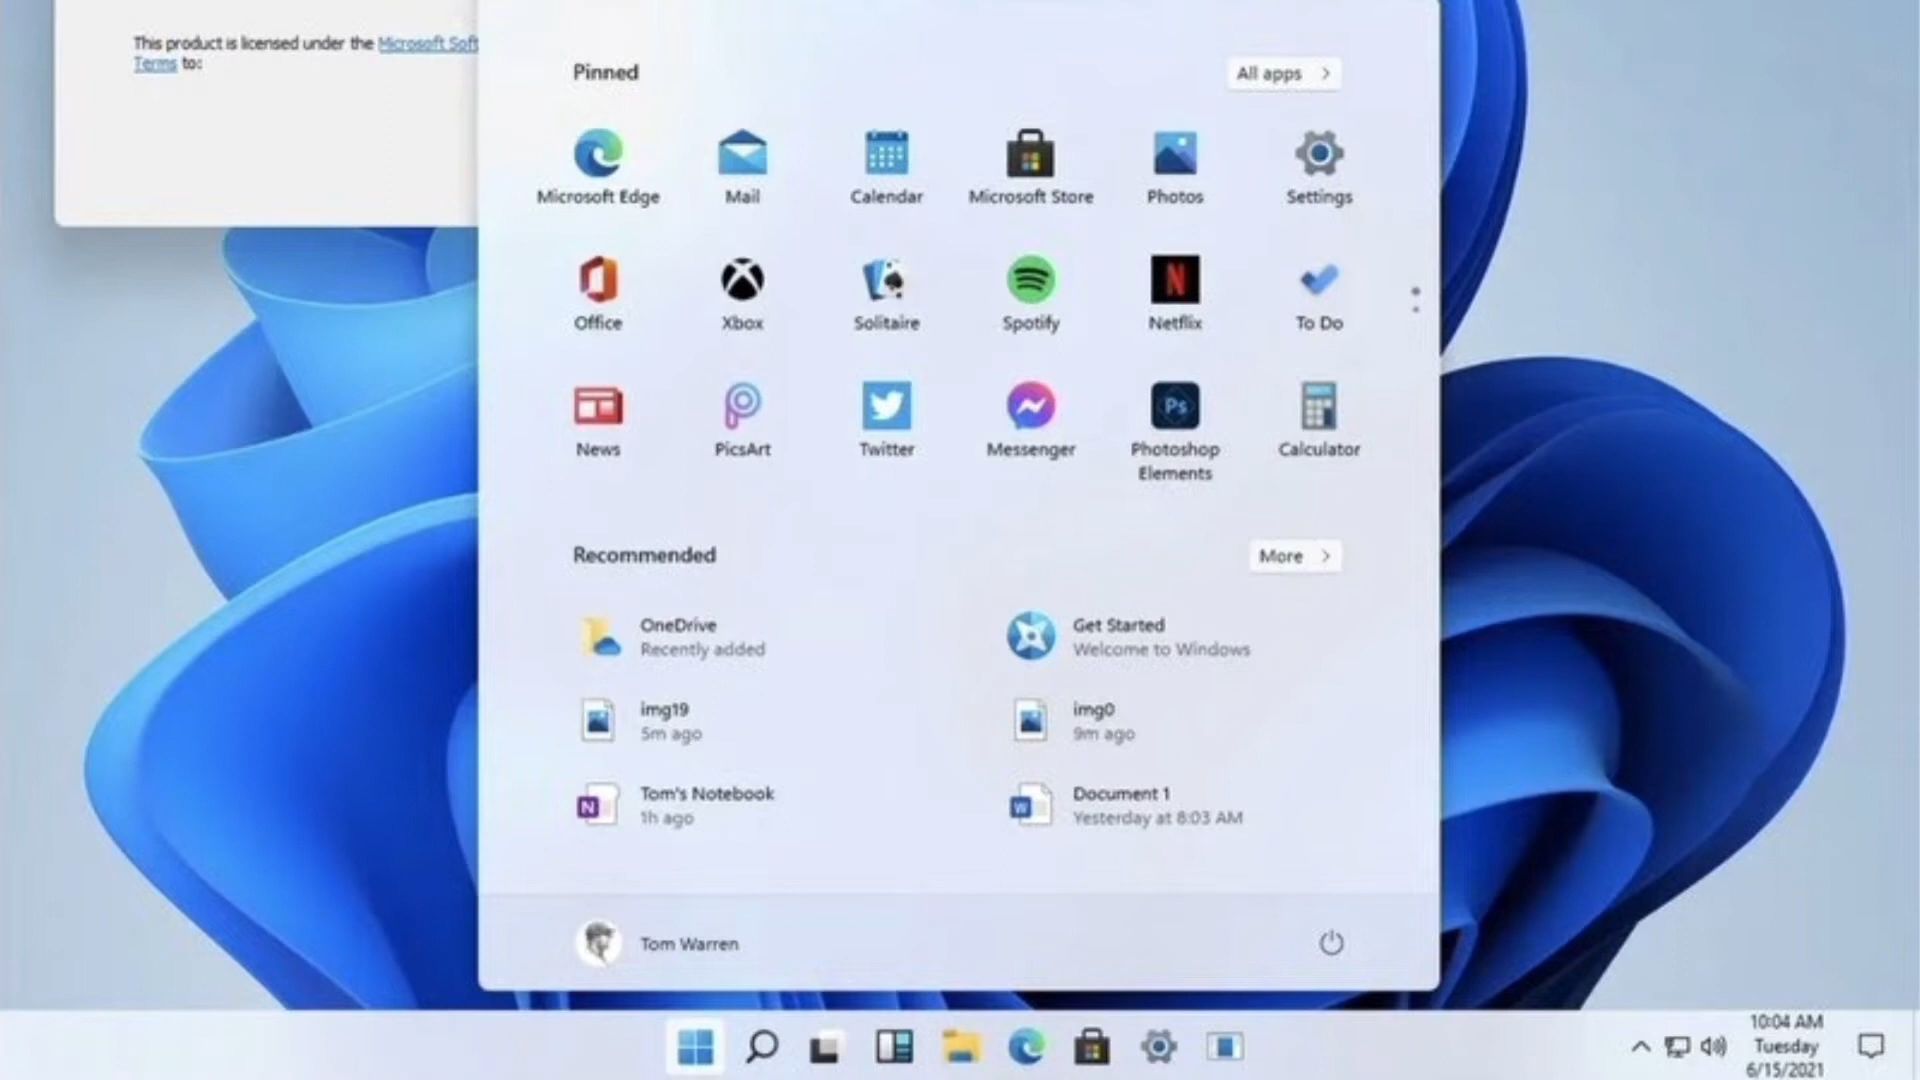 This product is licensed under the Microsoft Soft
Terms to:
Pinned
All apps
Microsoft Edge
Mail
Calendar
Microsoft Store
Photos
Settings
Office
Xbox
Solitaire
Spotify
Netflix
To Do
News
PicsArt
Twitter
Messenger
Ps
Photoshop
Elements
Calculator
Recommended
More
OneDrive
Recently added
Get Started
Welcome to Windows
img19
5m ago
img0
9m ago
N
Tom's Notebook
1h ago
W
Document 1
Yesterday at 8:03 AM
Tom Warren
10:04 AM
Tuesday
6/15/2021